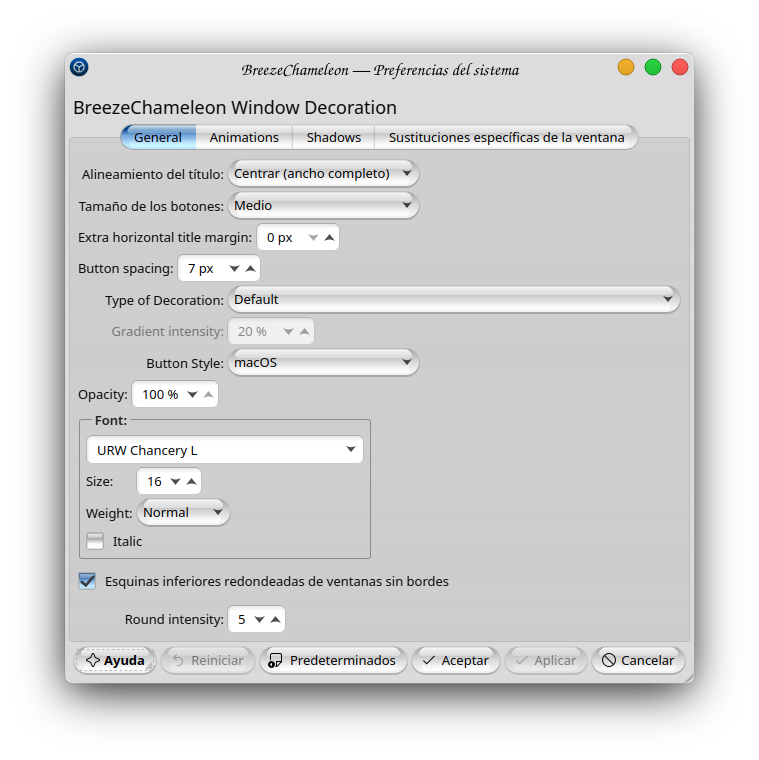 BreezeChameleon — Preferencias del sistema
BreezeChameleon Window Decoration
General Animations Shadows Sustituciones específicas de la ventana
Alineamiento del título: Centrar (ancho completo)
Tamaño de los botones: Medio
Extra horizontal title margin: 0 px
Button spacing: 7 px
Type of Decoration: Default
Gradient intensity: 20 %
Button Style: macOS
Opacity: 100 %
Font:
URW Chancery L
Size: 16
Weight: Normal
Italic
Esquinas inferiores redondeadas de ventanas sin bordes
Round intensity: 5
Ayuda Reiniciar Predeterminados Aceptar Aplicar Cancelar